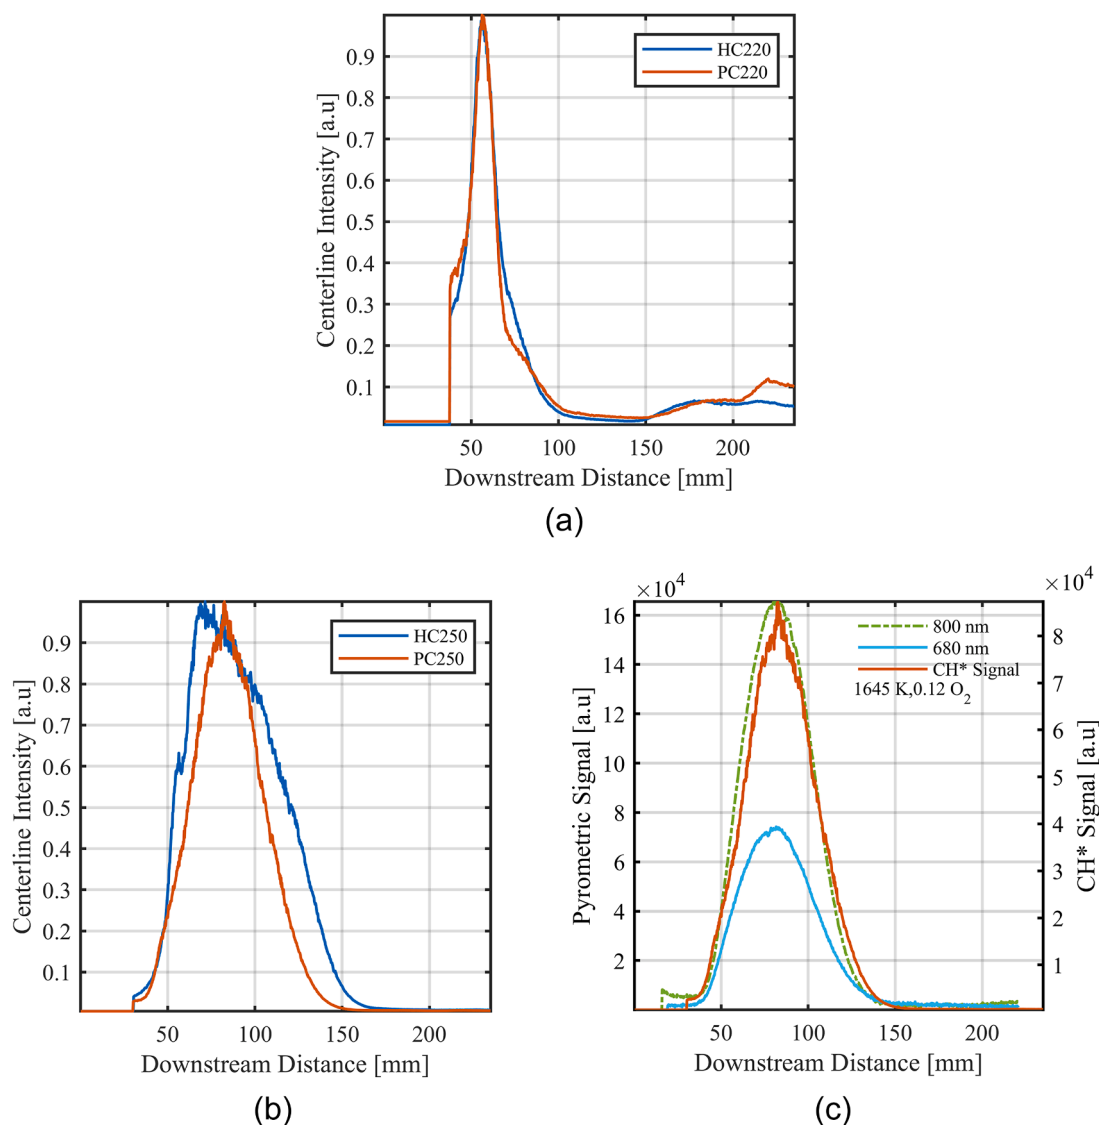 Centerline Intensity [a.u]
0.9
0.8
0.7
0.6
0.5
0.4
0.3
0.2
0.1
HC220
PC220
50 100 150 200
Downstream Distance [mm]
(a)
Centerline Intensity [a.u]
0.9
0.8
0.7
0.6
0.5
0.4
0.3
0.2
0.1
HC250
PC250
50 100 150 200
Downstream Distance [mm]
(b)
×10⁴
×10⁴
Pyrometric Signal [a.u]
16
14
12
10
8
6
4
2
800 nm
680 nm
CH* Signal
1645 K,0.12 O₂
8
7
6
5
4
3
2
1
CH* Signal [a.u]
50 100 150 200
Downstream Distance [mm]
(c)